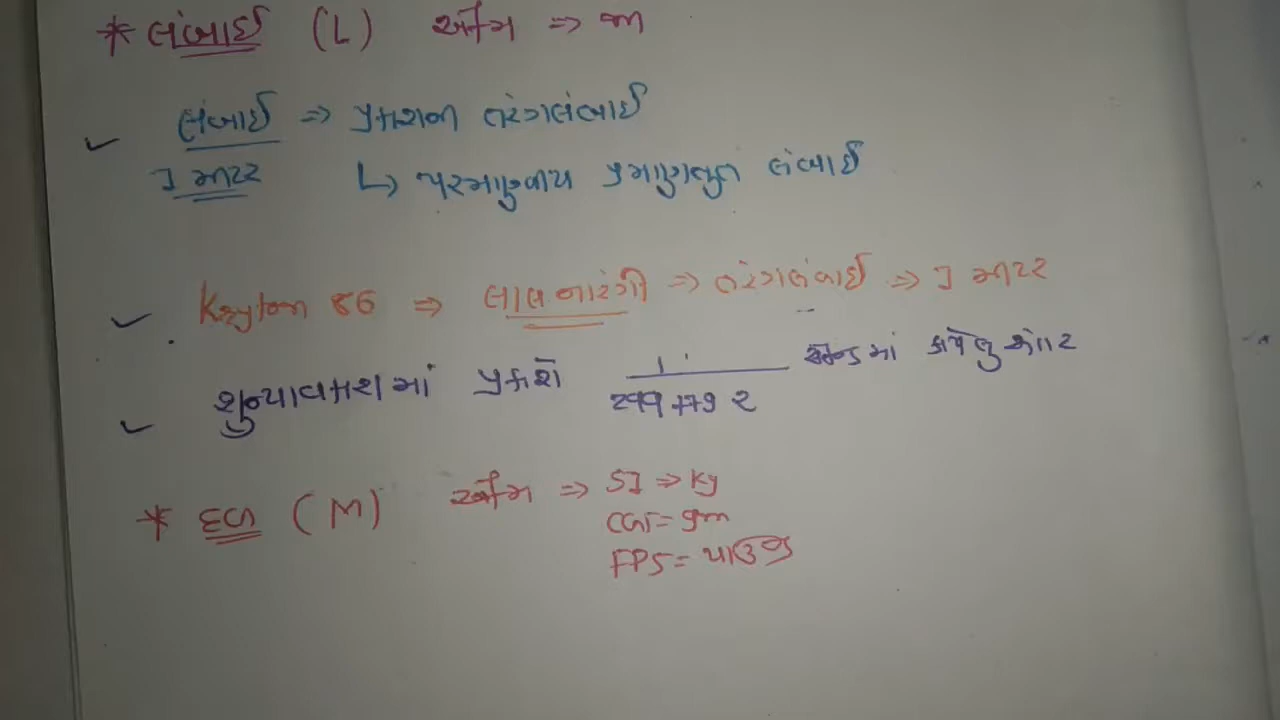 * લંબાઈ (L) એકમ ⇒ m
લંબાઈ ⇒ પ્રકાશની તરંગલંબાઈ
1 મીટર ↳ પરમાણ્વીય પ્રમાણભૂત લંબાઈ
Krypton 86 ⇒ લાલ નારંગી ⇒ તરંગલંબાઈ ⇒ 1 મીટર
શુન્યાવકાશમાં પ્રકાશે 1 / સેકન્ડમાં કાપેલુ અંતર
* દળ (M) એકમ ⇒ SI ⇒ kg
CGS = gm
FPS = પાઉન્ડ